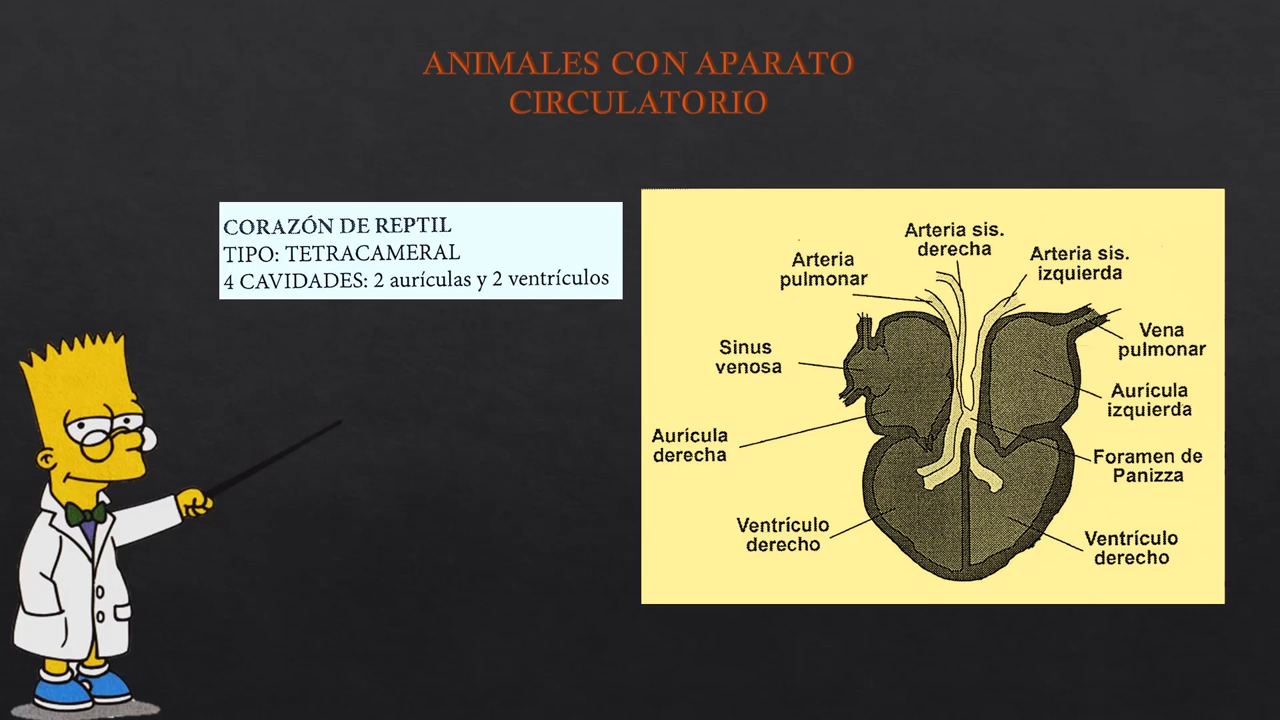 ANIMALES CON APARATO
CIRCULATORIO
CORAZÓN DE REPTIL
TIPO: TETRACAMERAL
4 CAVIDADES: 2 aurículas y 2 ventrículos
Arteria sis.
derecha
Arteria
pulmonar
Arteria sis.
izquierda
Sinus
venosa
Vena
pulmonar
Aurícula
izquierda
Aurícula
derecha
Foramen de
Panizza
Ventrículo
derecho
Ventrículo
derecho